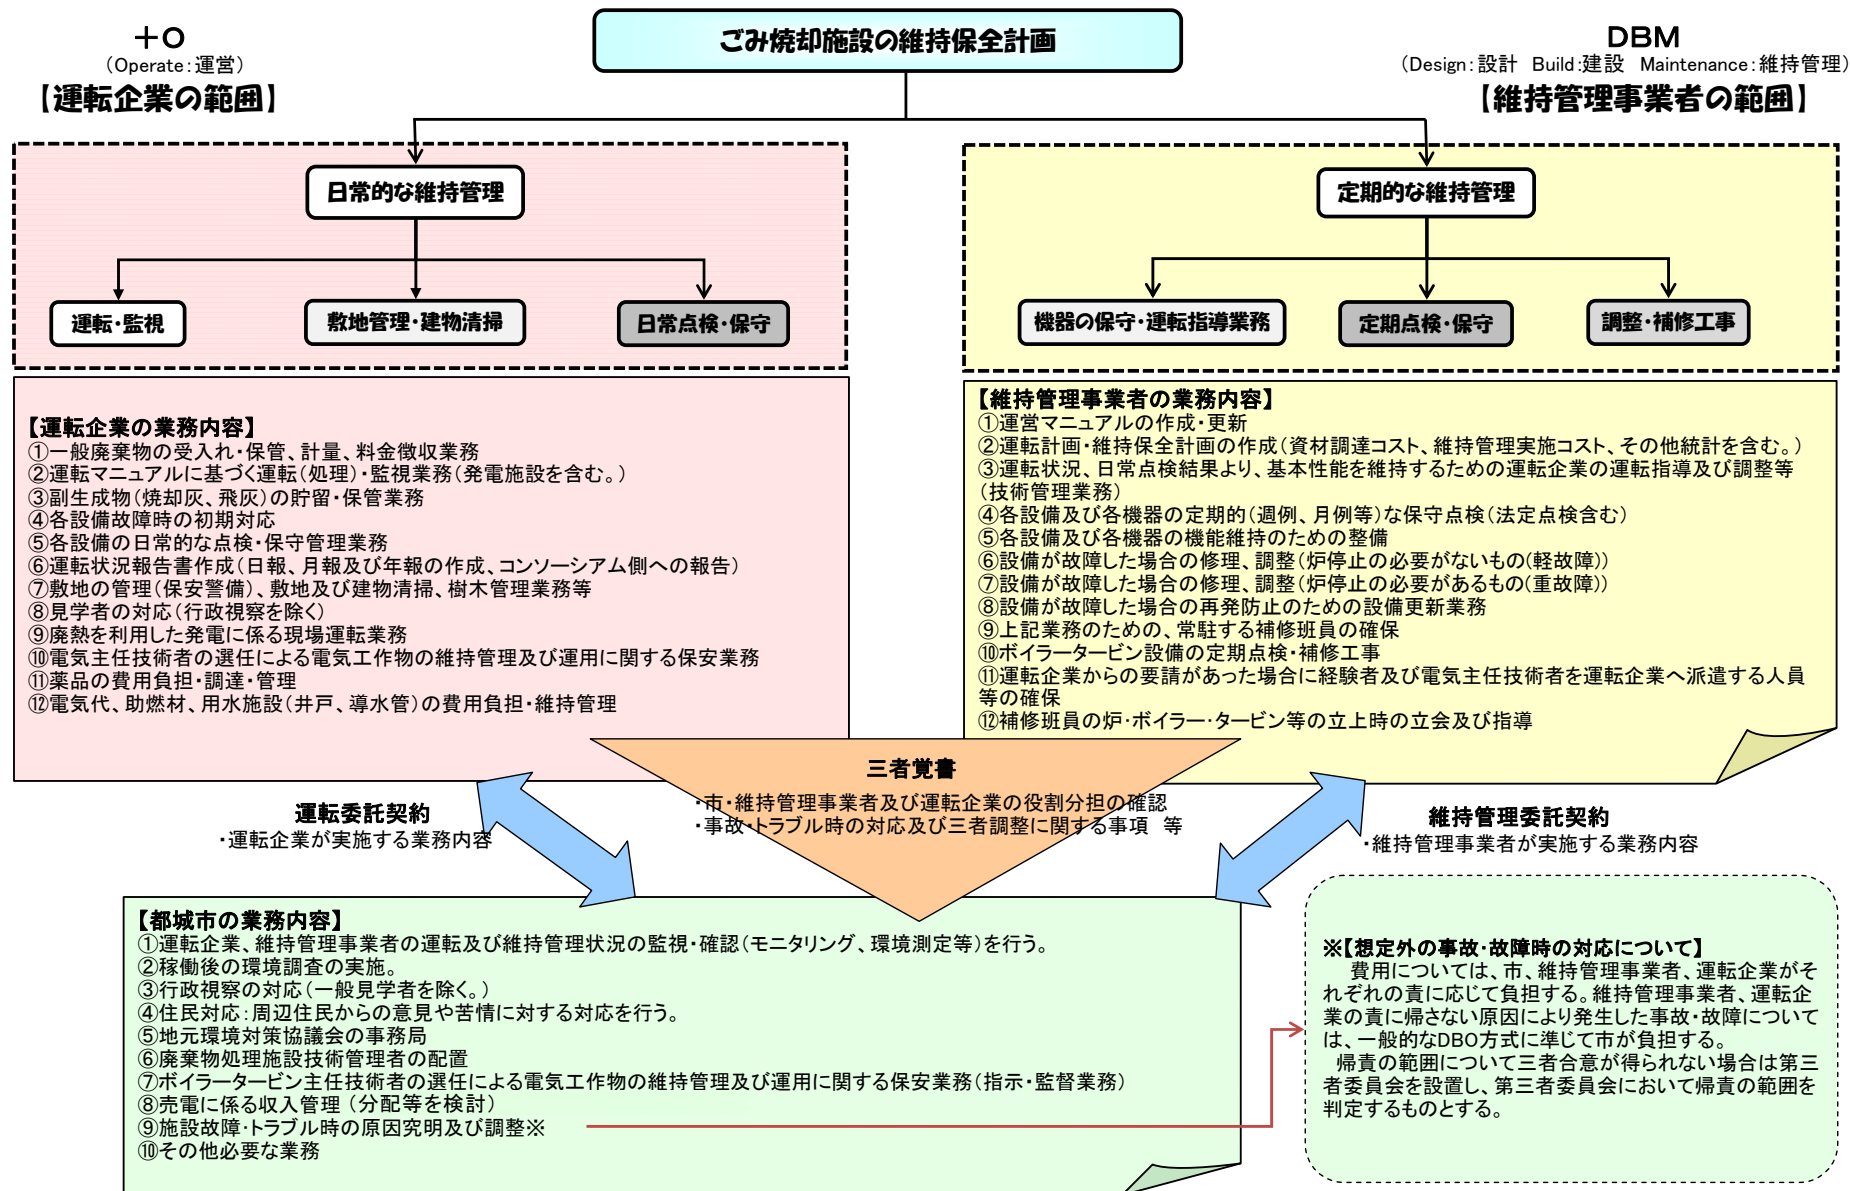 ごみ焼却施設の維持保全計画
＋O
（Operate：運営）
【運転企業の範囲】
DBM
（Design：設計　Build：建設　Maintenance：維持管理）
【維持管理事業者の範囲】
日常的な維持管理
運転・監視
敷地管理・建物清掃
日常点検・保守
定期的な維持管理
機器の保守・運転指導業務
定期点検・保守
調整・補修工事
【運転企業の業務内容】
①一般廃棄物の受入れ・保管、計量、料金徴収業務
②運転マニュアルに基づく運転（処理）・監視業務（発電施設を含む。）
③副生成物（焼却灰、飛灰）の貯留・保管業務
④各設備故障時の初期対応
⑤各設備の日常的な点検・保守管理業務
⑥運転状況報告書作成（日報、月報及び年報の作成、コンソーシアム側への報告）
⑦敷地の管理（保安警備）、敷地及び建物清掃、樹木管理業務等
⑧見学者の対応（行政視察を除く）
⑨廃熱を利用した発電に係る現場運転業務
⑩電気主任技術者の選任による電気工作物の維持管理及び運用に関する保安業務
⑪薬品の費用負担・調達・管理
⑫電気代、助燃材、用水施設（井戸、導水管）の費用負担・維持管理
【維持管理事業者の業務内容】
①運営マニュアルの作成・更新
②運転計画・維持保全計画の作成（資材調達コスト、維持管理実施コスト、その他統計を含む。）
③運転状況、日常点検結果より、基本性能を維持するための運転企業の運転指導及び調整等
（技術管理業務）
④各設備及び各機器の定期的（週例、月例等）な保守点検（法定点検含む）
⑤各設備及び各機器の機能維持のための整備
⑥設備が故障した場合の修理、調整（炉停止の必要がないもの（軽故障））
⑦設備が故障した場合の修理、調整（炉停止の必要があるもの（重故障））
⑧設備が故障した場合の再発防止のための設備更新業務
⑨上記業務のための、常駐する補修班員の確保
⑩ボイラータービン設備の定期点検・補修工事
⑪運転企業からの要請があった場合に経験者及び電気主任技術者を運転企業へ派遣する人員
等の確保
⑫補修班員の炉・ボイラー・タービン等の立上時の立会及び指導
三者覚書
・市・維持管理事業者及び運転企業の役割分担の確認
・事故・トラブル時の対応及び三者調整に関する事項　等
運転委託契約
・運転企業が実施する業務内容
維持管理委託契約
・維持管理事業者が実施する業務内容
【都城市の業務内容】
①運転企業、維持管理事業者の運転及び維持管理状況の監視・確認（モニタリング、環境測定等）を行う。
②稼働後の環境調査の実施。
③行政視察の対応（一般見学者を除く。）
④住民対応：周辺住民からの意見や苦情に対する対応を行う。
⑤地元環境対策協議会の事務局
⑥廃棄物処理施設技術管理者の配置
⑦ボイラータービン主任技術者の選任による電気工作物の維持管理及び運用に関する保安業務（指示・監督業務）
⑧売電に係る収入管理（分配等を検討）
⑨施設故障・トラブル時の原因究明及び調整※
⑩その他必要な業務
※【想定外の事故・故障時の対応について】
費用については、市、維持管理事業者、運転企業がそ
れぞれの責に応じて負担する。維持管理事業者、運転企
業の責に帰さない原因により発生した事故・故障について
は、一般的なDBO方式に準じて市が負担する。
帰責の範囲について三者合意が得られない場合は第三
者委員会を設置し、第三者委員会において帰責の範囲を
判定するものとする。